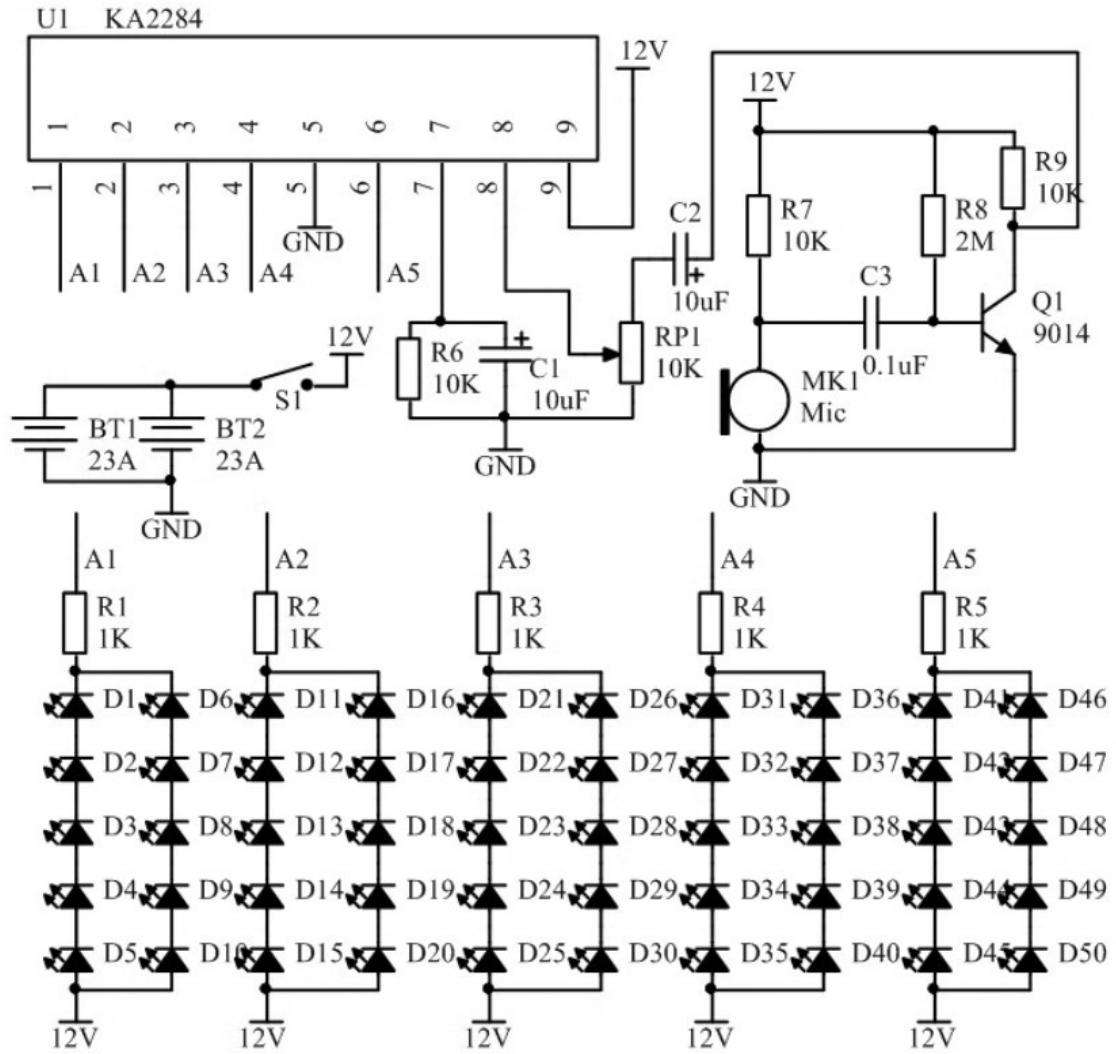 U1 KA2284
1 2 3 4 5 6 7 8 9
1 2 3 4 5 6 7 8 9
12V
12V
A1 A2 A3 A4 GND A5
C2
10uF
R7
10K
R8
2M
R9
10K
C3
0.1uF
Q1
9014
R6
10K
C1
10uF
RP1
10K
MK1
Mic
12V
S1
BT1
23A
BT2
23A
GND
GND
GND
A1 A2 A3 A4 A5
R1 R2 R3 R4 R5
1K 1K 1K 1K 1K
D1 D6 D11 D16 D21 D26 D31 D36 D41 D46
D2 D7 D12 D17 D22 D27 D32 D37 D42 D47
D3 D8 D13 D18 D23 D28 D33 D38 D43 D48
D4 D9 D14 D19 D24 D29 D34 D39 D44 D49
D5 D10 D15 D20 D25 D30 D35 D40 D45 D50
12V 12V 12V 12V 12V